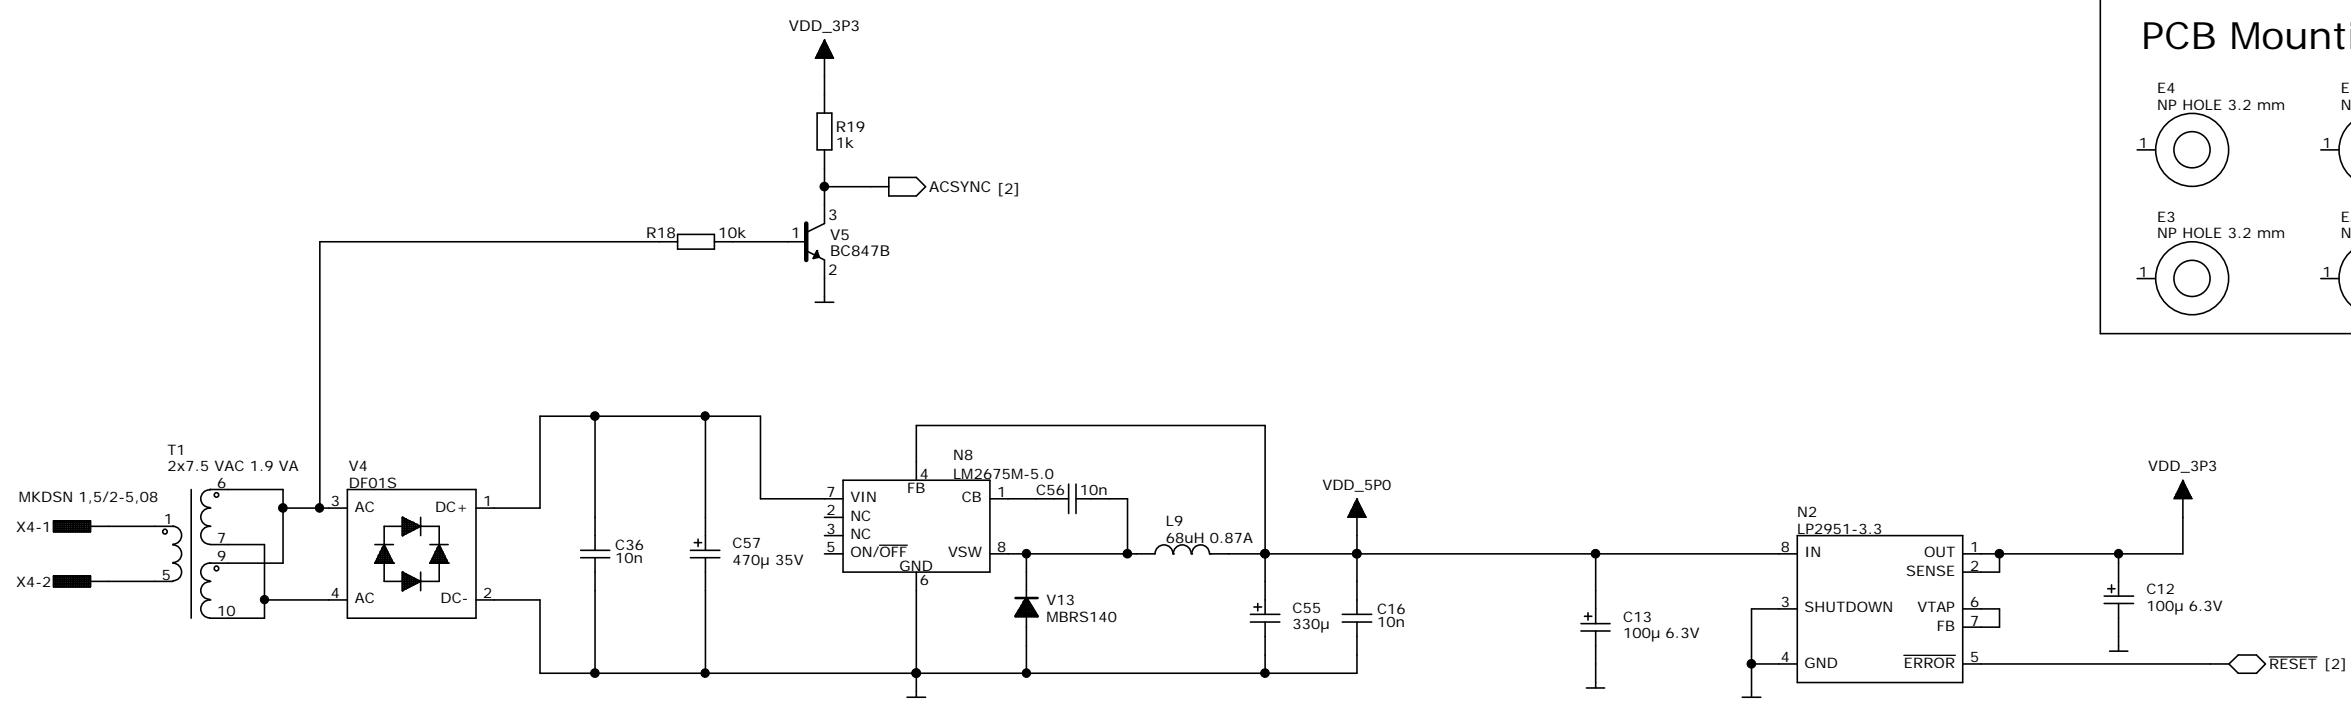 VDD_3P3
R19
1k
ACSYNC [2]
3
R18 10k 1
V5
BC847B
2
PCB Mounti
E4
NP HOLE 3.2 mm
1
1
E3
NP HOLE 3.2 mm
1
1
E
N
E
N
T1
2x7.5 VAC 1.9 VA
MKDSN 1,5/2-5,08
X4-1
X4-2
1
5
6
7
9
10
V4
DF01S
3 AC
4 AC
DC+ 1
DC- 2
C36
10n
+
C57
470µ 35V
N8
LM2675M-5.0
4
FB
7 VIN
2 NC
3 NC
5 ON/OFF
CB 1
VSW 8
GND
6
C56 10n
L9
68uH 0.87A
V13
MBRS140
VDD_5P0
+
C55
330µ
C16
10n
+
C13
100µ 6.3V
N2
LP2951-3.3
8 IN
3 SHUTDOWN
4 GND
OUT 1
SENSE 2
VTAP 6
FB 7
ERROR 5
VDD_3P3
+
C12
100µ 6.3V
RESET [2]